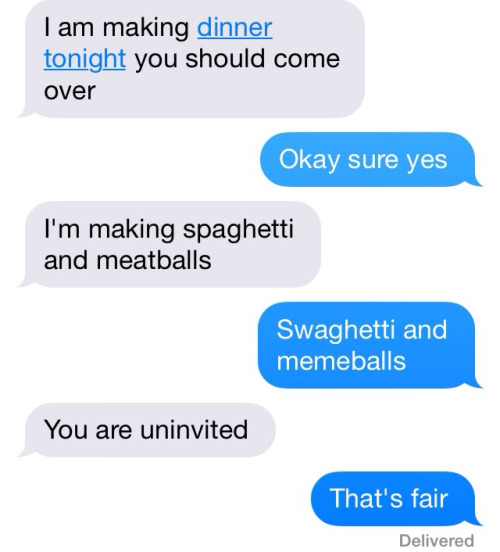 I am making dinner
tonight you should come
over
Okay sure yes
I'm making spaghetti
and meatballs
Swaghetti and
memeballs
You are uninvited
That's fair
Delivered